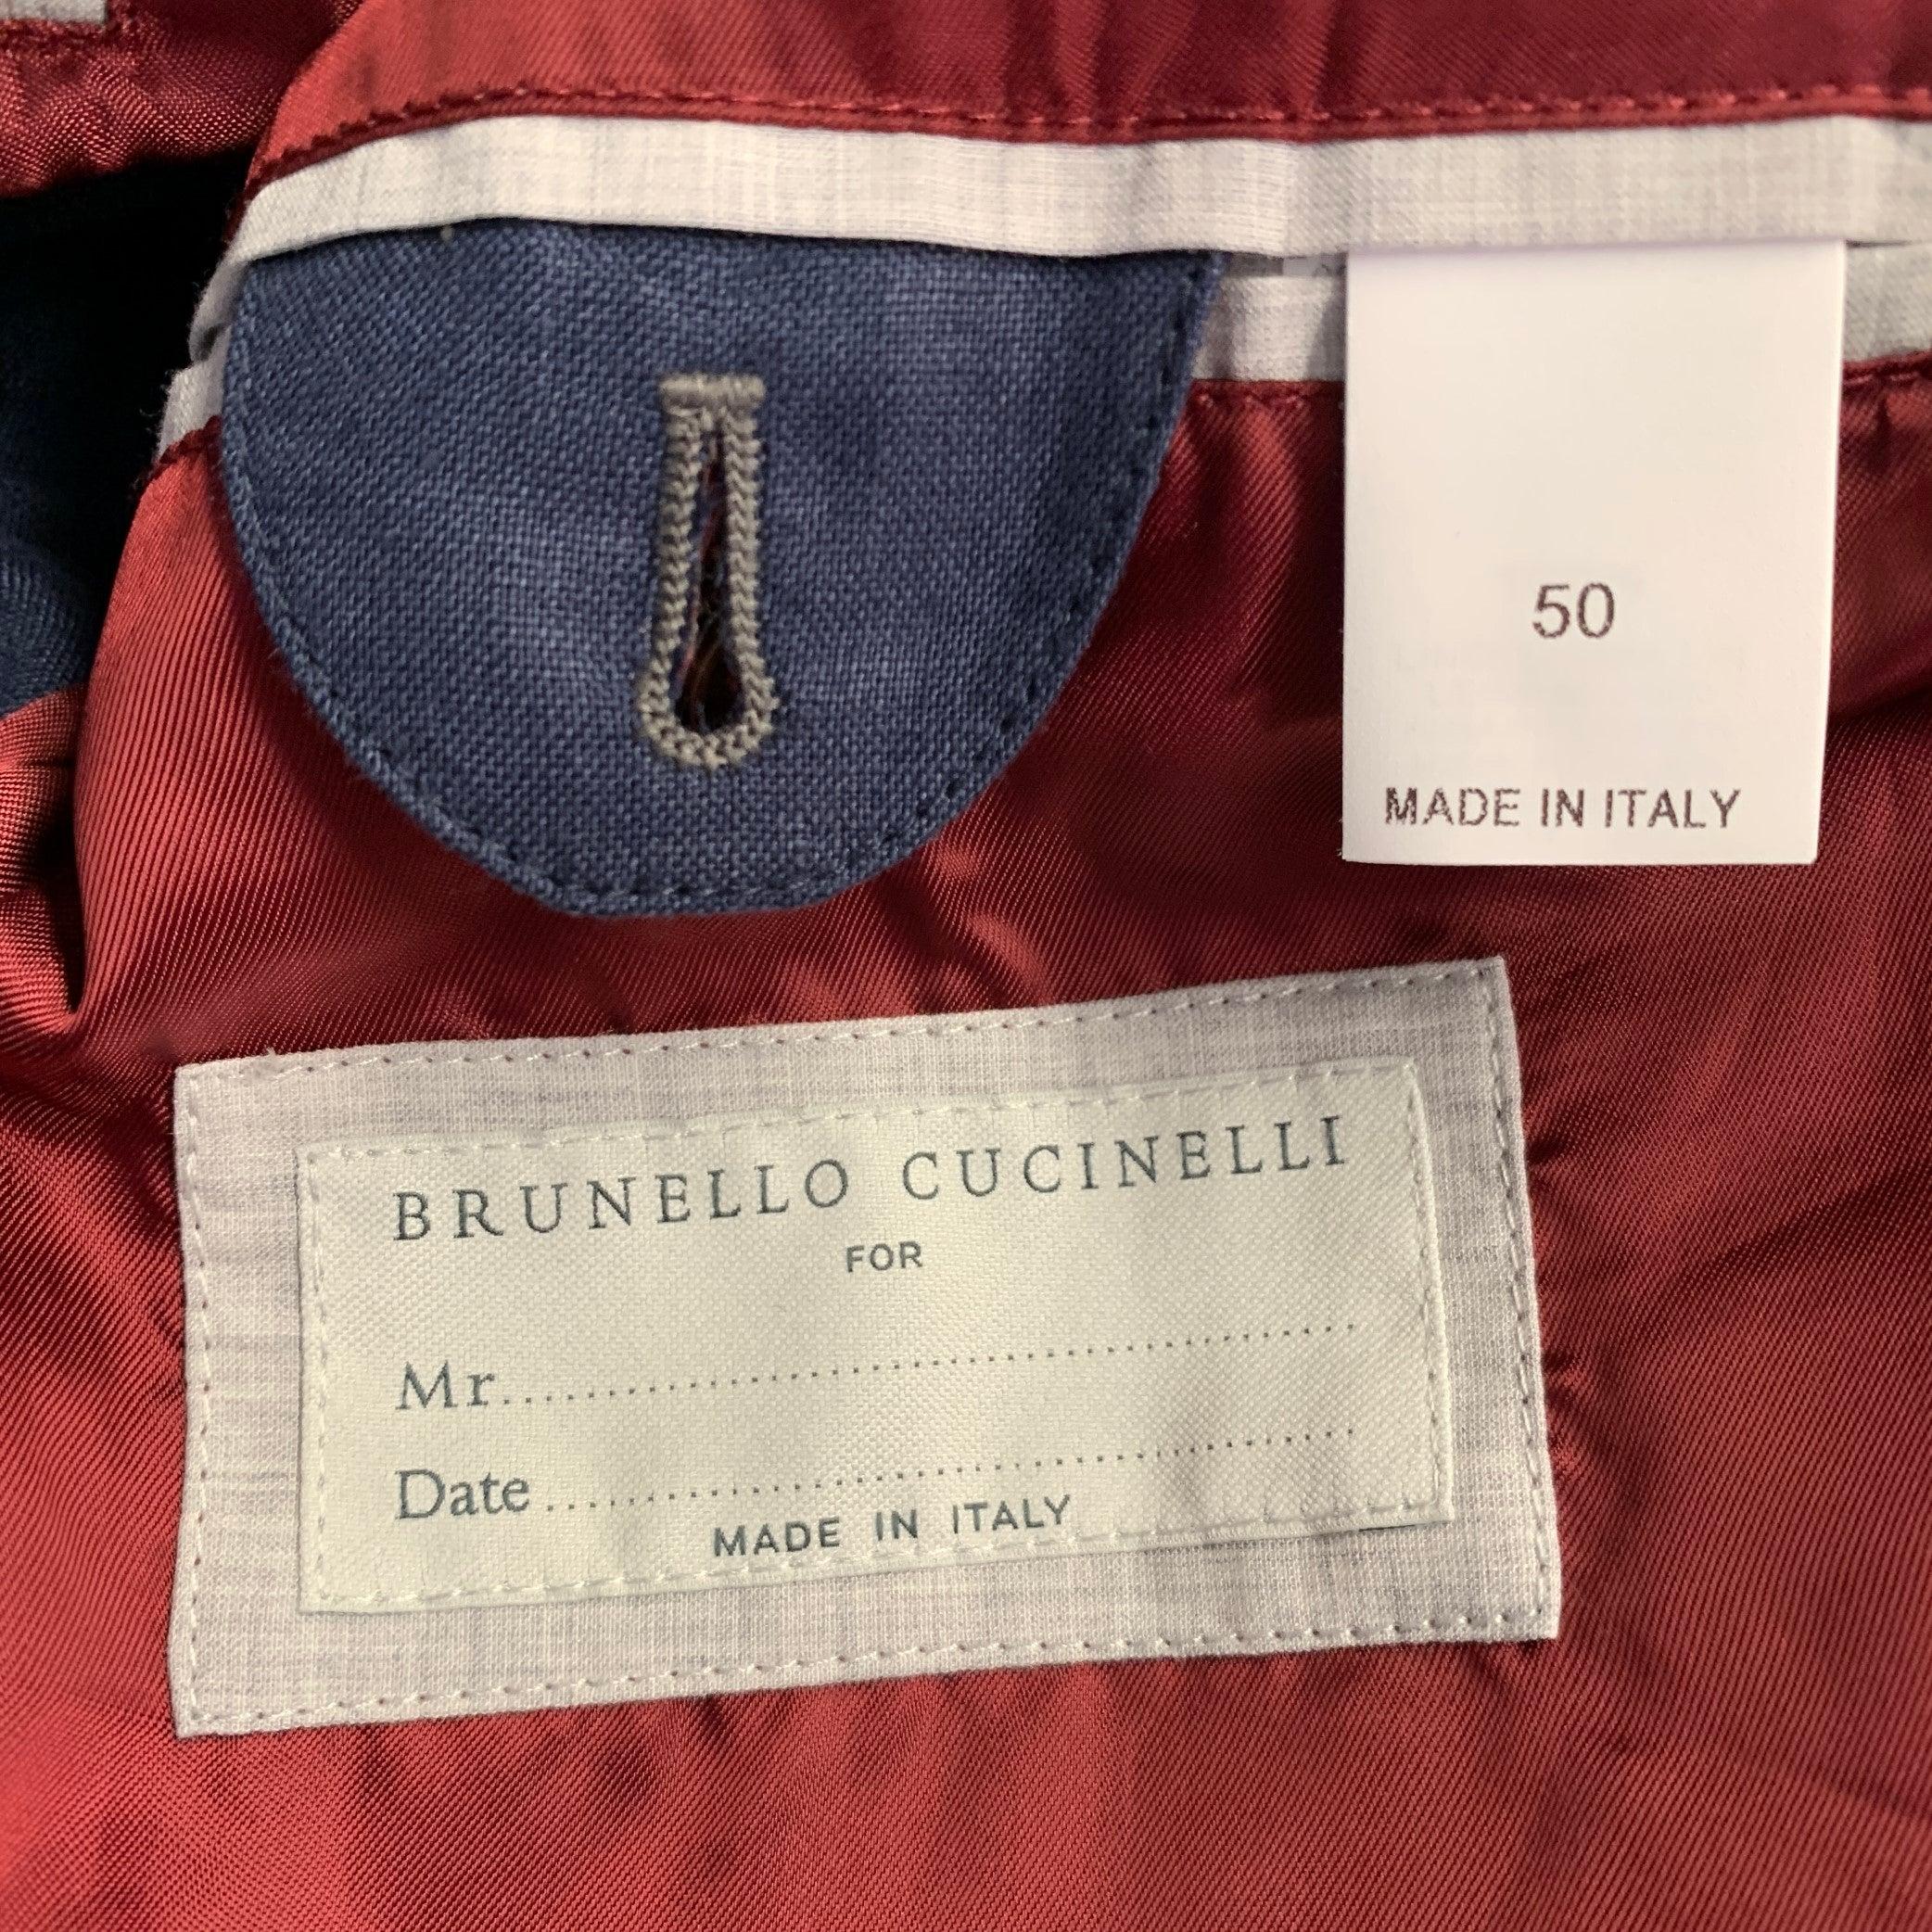 50
MADE IN ITALY
BRUNELLO CUCINELLI
FOR
Mr..............................................
Date..............................................
MADE IN ITALY